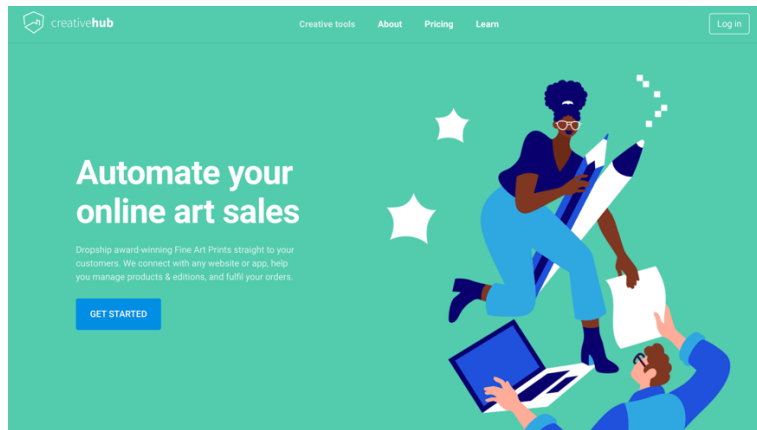 creativehub
Creative tools
About
Pricing
Learn
Log in
Automate your
online art sales
Dropship award-winning Fine Art Prints straight to your
customers. We connect with any website or app, help
you manage products & editions, and fulfil your orders.
GET STARTED